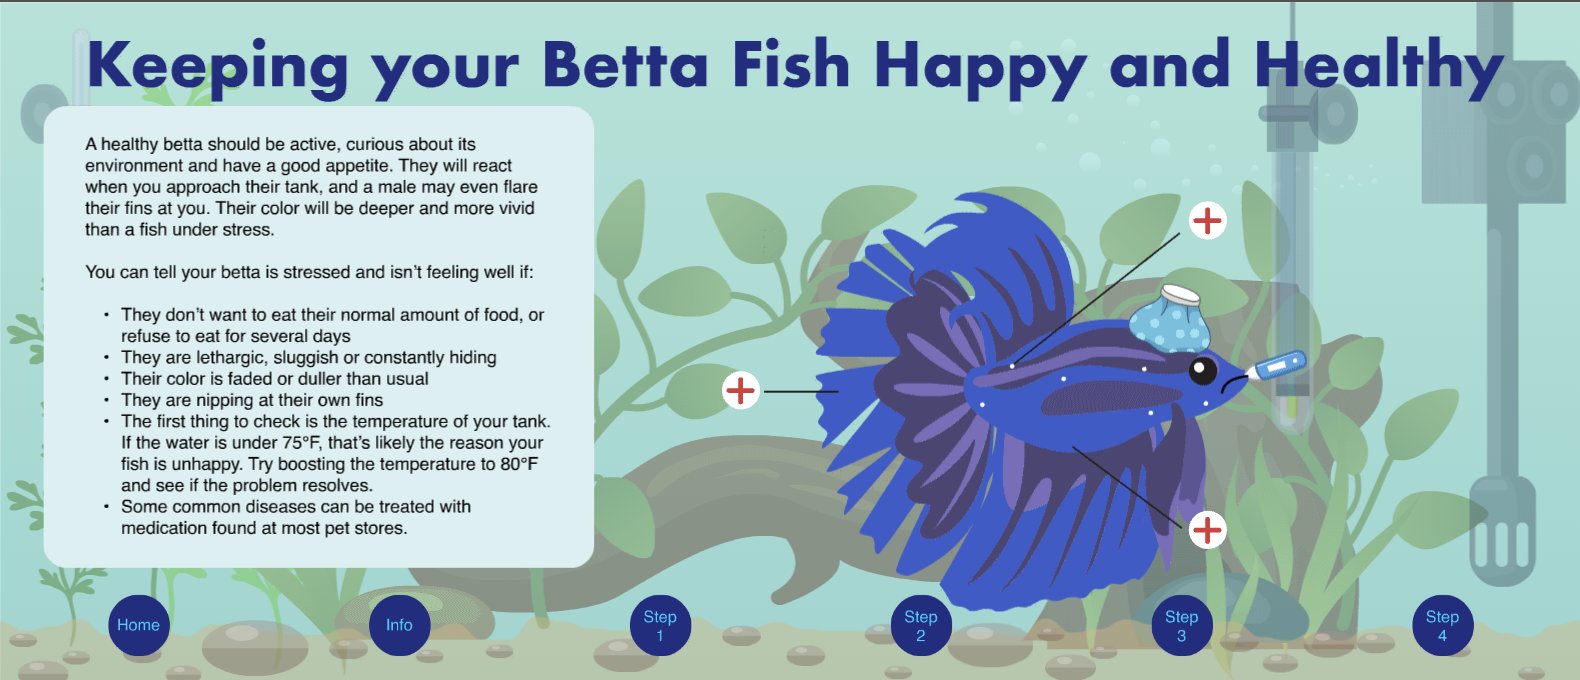 Keeping your Betta Fish Happy and Healthy
A healthy betta should be active, curious about its
environment and have a good appetite. They will react
when you approach their tank, and a male may even flare
their fins at you. Their color will be deeper and more vivid
than a fish under stress.
You can tell your betta is stressed and isn't feeling well if:
• They don't want to eat their normal amount of food, or
refuse to eat for several days
• They are lethargic, sluggish or constantly hiding
• Their color is faded or duller than usual
• They are nipping at their own fins
• The first thing to check is the temperature of your tank.
If the water is under 75°F, that's likely the reason your
fish is unhappy. Try boosting the temperature to 80°F
and see if the problem resolves.
• Some common diseases can be treated with
medication found at most pet stores.
Home
Info
Step
1
Step
2
Step
3
Step
4